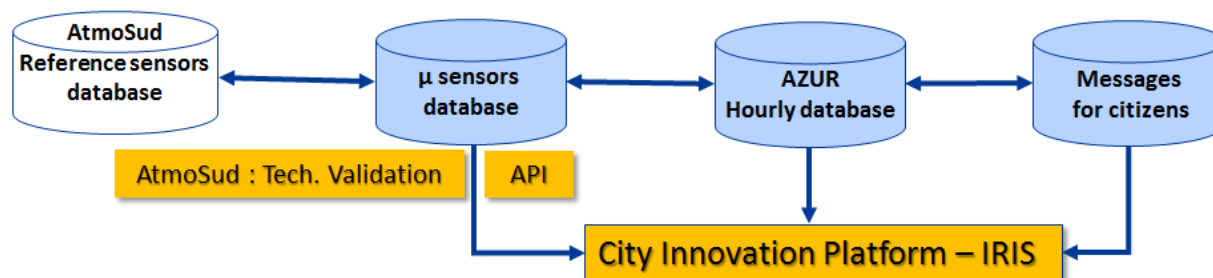 AtmoSud
Reference sensors
database
µ sensors
database
AZUR
Hourly database
Messages
for citizens
AtmoSud : Tech. Validation
API
City Innovation Platform – IRIS